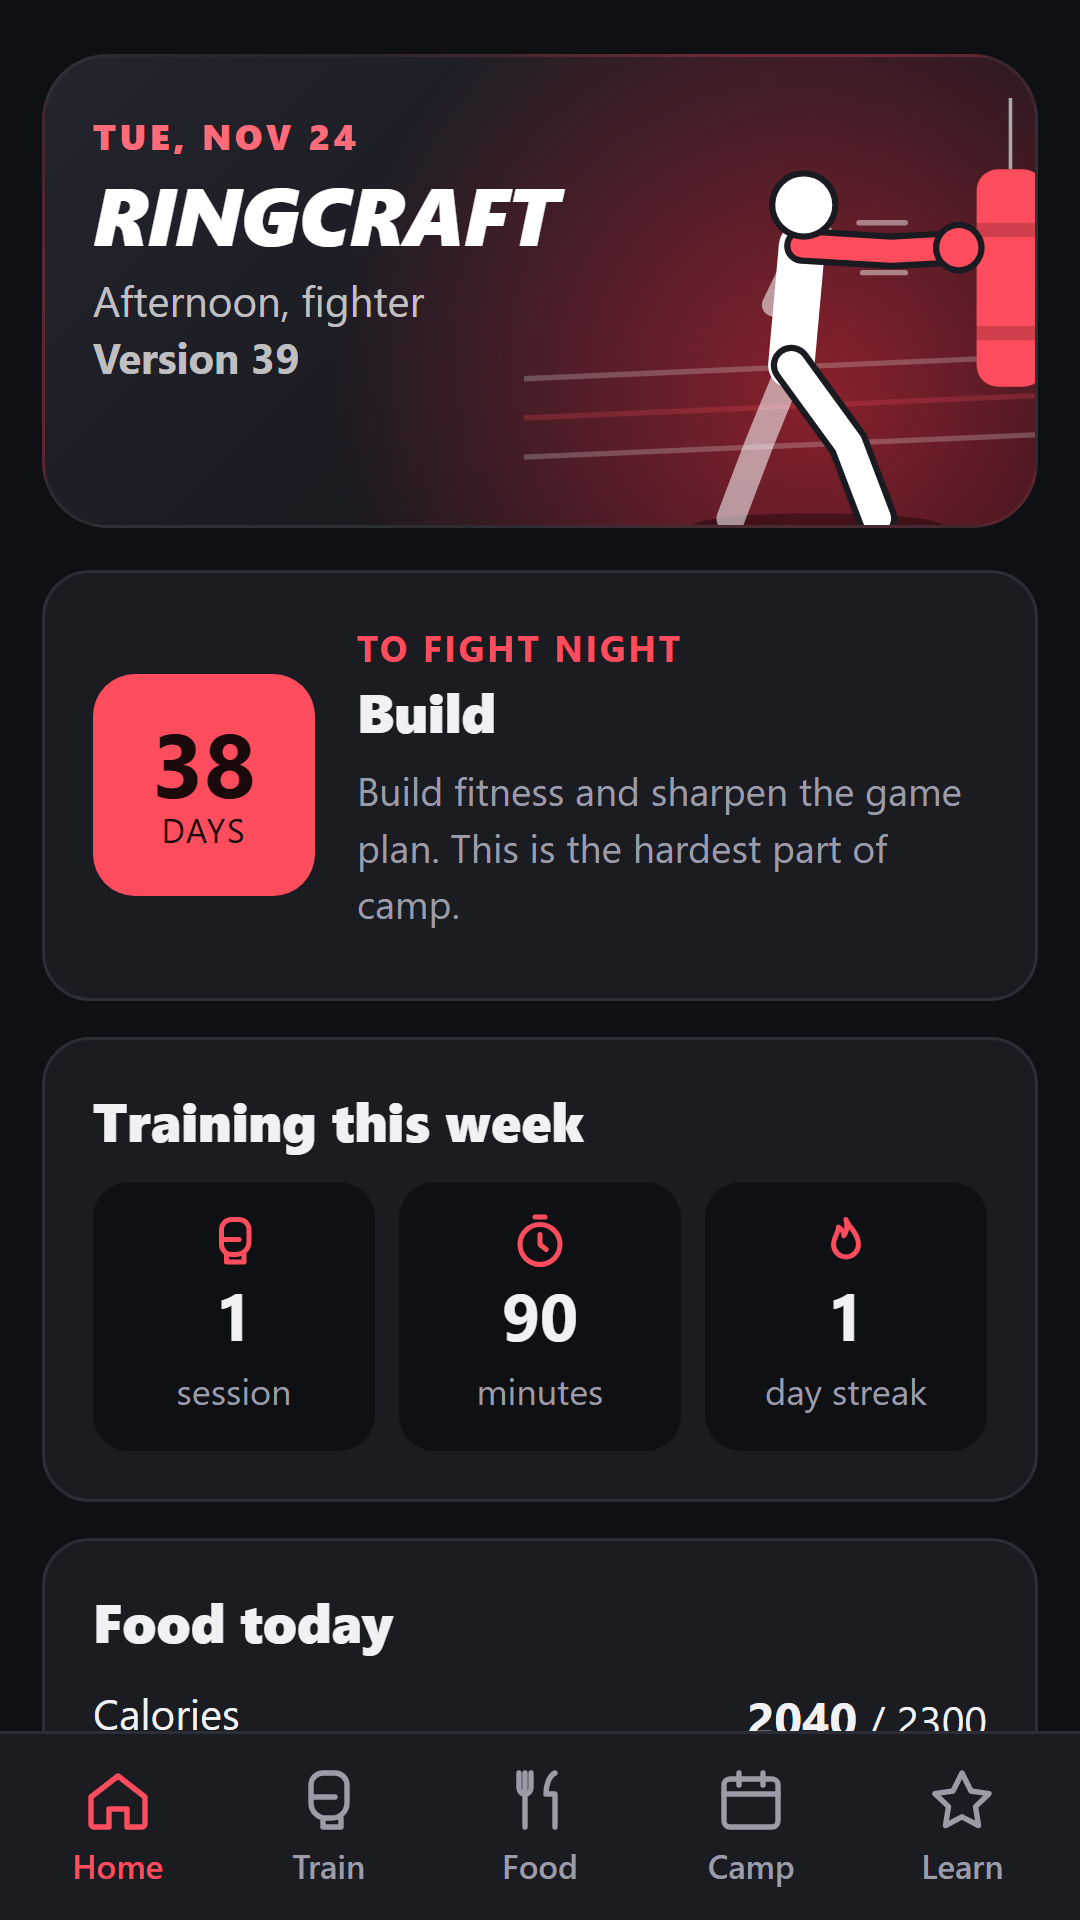 TUE, NOV 24
RINGCRAFT
Afternoon, fighter
Version 39
TO FIGHT NIGHT
Build
38
DAYS
Build fitness and sharpen the game
plan. This is the hardest part of
camp.
Training this week
1
session
90
minutes
1
day streak
Food today
Calories
2040 / 2300
Home
Train
Food
Camp
Learn